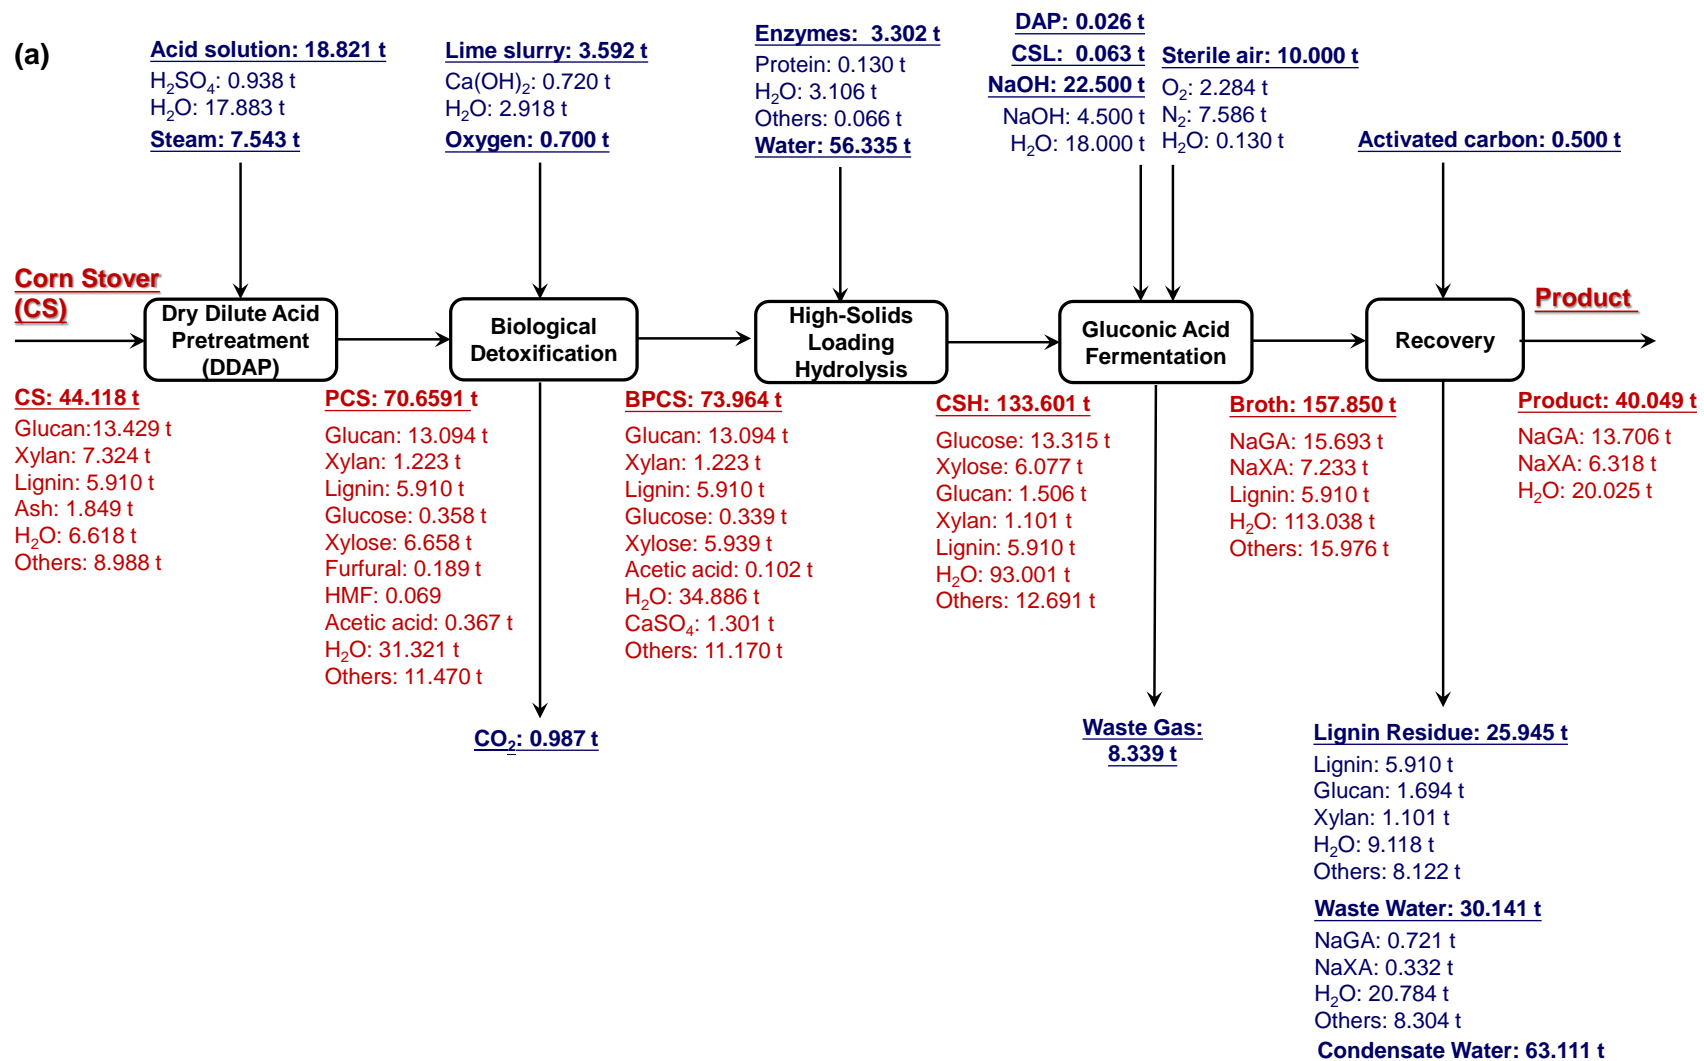 (a)
Acid solution: 18.821 t
H₂SO₄: 0.938 t
H₂O: 17.883 t
Steam: 7.543 t
Lime slurry: 3.592 t
Ca(OH)₂: 0.720 t
H₂O: 2.918 t
Oxygen: 0.700 t
Enzymes: 3.302 t
Protein: 0.130 t
H₂O: 3.106 t
Others: 0.066 t
Water: 56.335 t
DAP: 0.026 t
CSL: 0.063 t
NaOH: 22.500 t
NaOH: 4.500 t
H₂O: 18.000 t
Sterile air: 10.000 t
O₂: 2.284 t
N₂: 7.586 t
H₂O: 0.130 t
Activated carbon: 0.500 t
Corn Stover
(CS)
Dry Dilute Acid
Pretreatment
(DDAP)
Biological
Detoxification
High-Solids
Loading
Hydrolysis
Gluconic Acid
Fermentation
Recovery
Product
CS: 44.118 t
Glucan:13.429 t
Xylan: 7.324 t
Lignin: 5.910 t
Ash: 1.849 t
H₂O: 6.618 t
Others: 8.988 t
PCS: 70.6591 t
Glucan: 13.094 t
Xylan: 1.223 t
Lignin: 5.910 t
Glucose: 0.358 t
Xylose: 6.658 t
Furfural: 0.189 t
HMF: 0.069
Acetic acid: 0.367 t
H₂O: 31.321 t
Others: 11.470 t
BPCS: 73.964 t
Glucan: 13.094 t
Xylan: 1.223 t
Lignin: 5.910 t
Glucose: 0.339 t
Xylose: 5.939 t
Acetic acid: 0.102 t
H₂O: 34.886 t
CaSO₄: 1.301 t
Others: 11.170 t
CSH: 133.601 t
Glucose: 13.315 t
Xylose: 6.077 t
Glucan: 1.506 t
Xylan: 1.101 t
Lignin: 5.910 t
H₂O: 93.001 t
Others: 12.691 t
Broth: 157.850 t
NaGA: 15.693 t
NaXA: 7.233 t
Lignin: 5.910 t
H₂O: 113.038 t
Others: 15.976 t
Product: 40.049 t
NaGA: 13.706 t
NaXA: 6.318 t
H₂O: 20.025 t
CO₂: 0.987 t
Waste Gas:
8.339 t
Lignin Residue: 25.945 t
Lignin: 5.910 t
Glucan: 1.694 t
Xylan: 1.101 t
H₂O: 9.118 t
Others: 8.122 t
Waste Water: 30.141 t
NaGA: 0.721 t
NaXA: 0.332 t
H₂O: 20.784 t
Others: 8.304 t
Condensate Water: 63.111 t